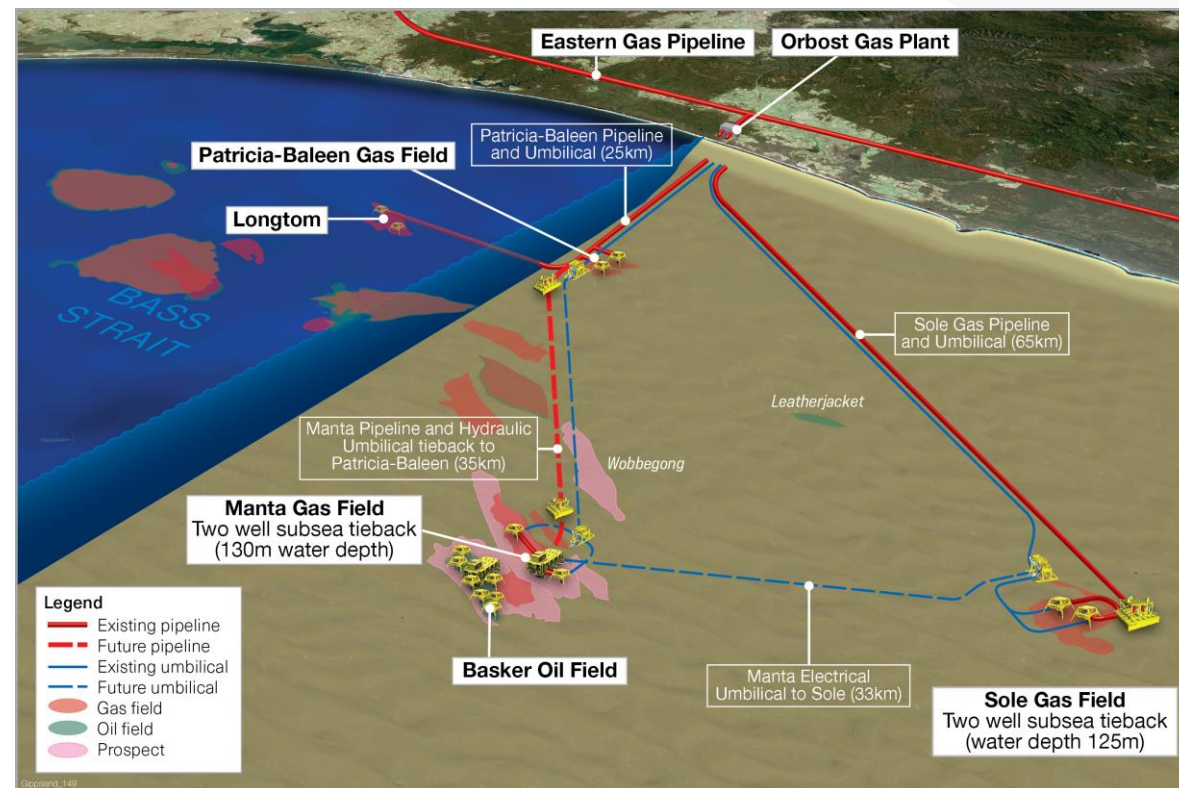 Eastern Gas Pipeline
Orbost Gas Plant
Patricia-Baleen Pipeline
and Umbilical (25km)
Patricia-Baleen Gas Field
Longtom
BASS
STRAIT
Sole Gas Pipeline
and Umbilical (65km)
Leatherjacket
Manta Pipeline and Hydraulic
Umbilical tieback to
Patricia-Baleen (35km)
Wobbegong
Manta Gas Field
Two well subsea tieback
(130m water depth)
Legend
Existing pipeline
Future pipeline
Existing umbilical
Future umbilical
Gas field
Oil field
Prospect
Basker Oil Field
Manta Electrical
Umbilical to Sole (33km)
Sole Gas Field
Two well subsea tieback
(water depth 125m)
Gippsland_149